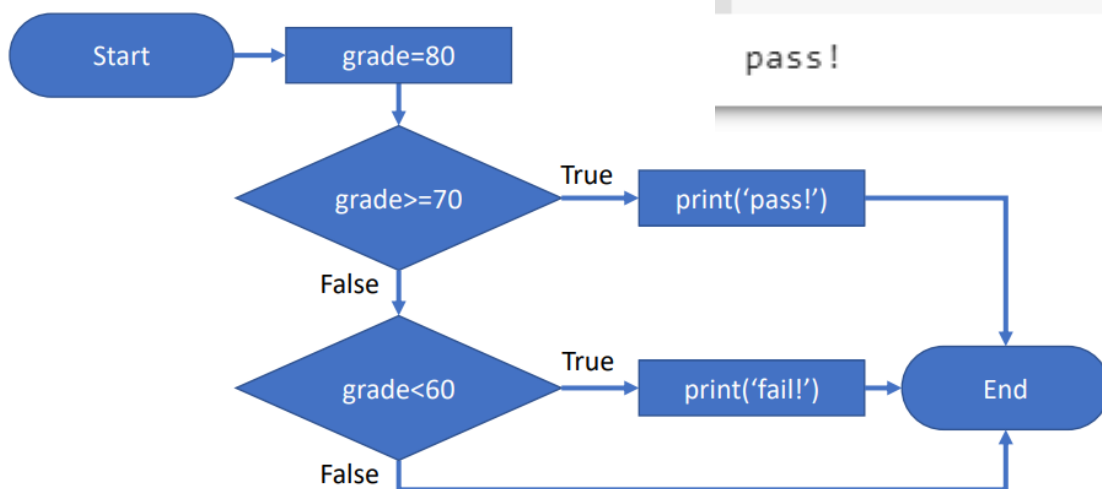 Start
grade=80
pass!
grade>=70
True
print(‘pass!’)
False
grade<60
True
print(‘fail!’)
End
False